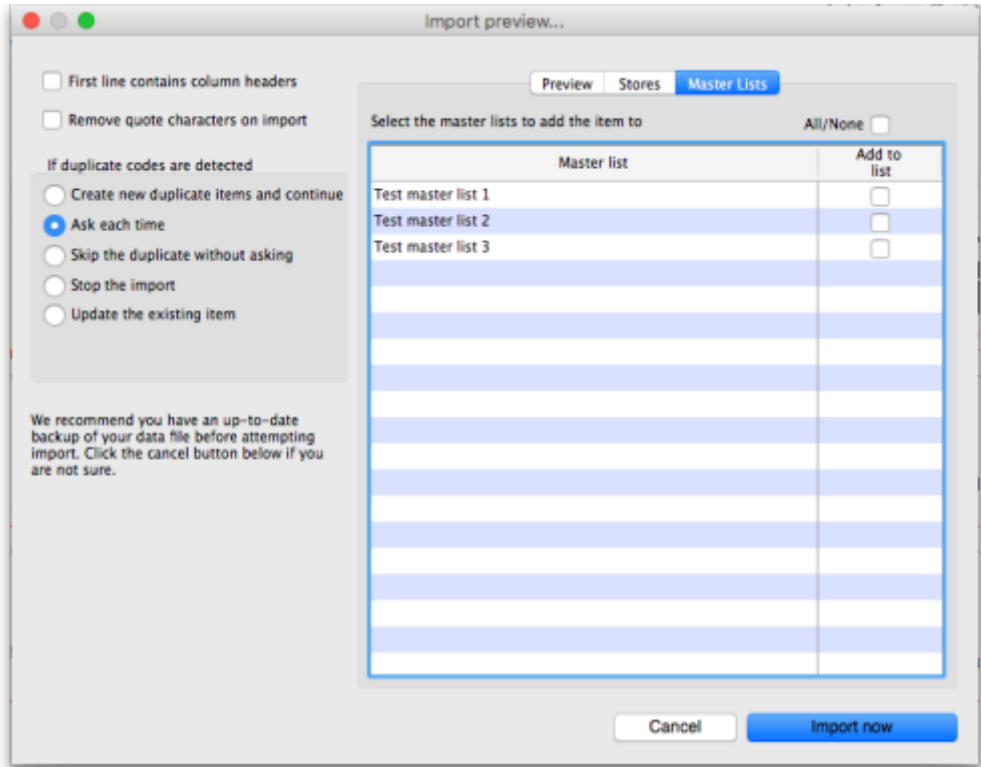 Import preview...
First line contains column headers
Remove quote characters on import
If duplicate codes are detected
Create new duplicate items and continue
Ask each time
Skip the duplicate without asking
Stop the import
Update the existing item
We recommend you have an up-to-date
backup of your data file before attempting
import. Click the cancel button below if you
are not sure.
Preview Stores Master Lists
Select the master lists to add the item to All/None
Master list Add to
list
Test master list 1
Test master list 2
Test master list 3
Cancel Import now